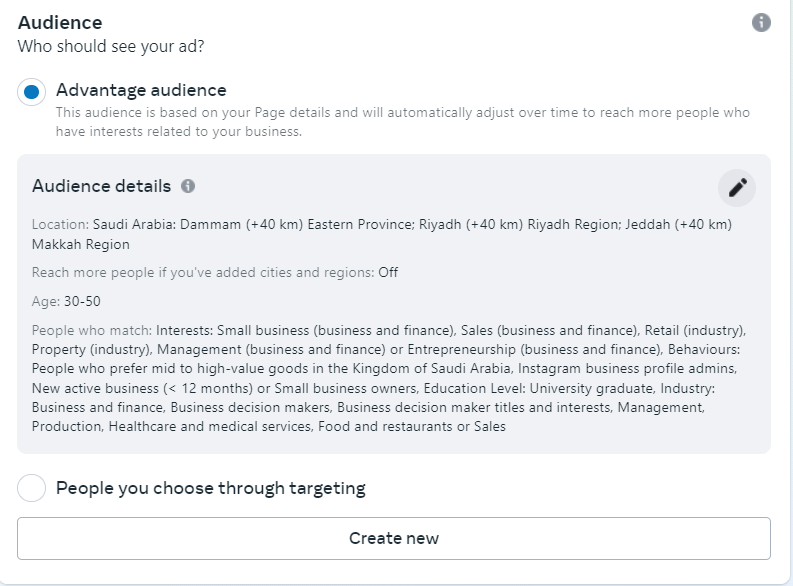 Audience
Who should see your ad?
Advantage audience
This audience is based on your Page details and will automatically adjust over time to reach more people who
have interests related to your business.
Audience details
Location: Saudi Arabia: Dammam (+40 km) Eastern Province; Riyadh (+40 km) Riyadh Region; Jeddah (+40 km)
Makkah Region
Reach more people if you've added cities and regions: Off
Age: 30-50
People who match: Interests: Small business (business and finance), Sales (business and finance), Retail (industry),
Property (industry), Management (business and finance) or Entrepreneurship (business and finance), Behaviours:
People who prefer mid to high-value goods in the Kingdom of Saudi Arabia, Instagram business profile admins,
New active business (< 12 months) or Small business owners, Education Level: University graduate, Industry:
Business and finance, Business decision makers, Business decision maker titles and interests, Management,
Production, Healthcare and medical services, Food and restaurants or Sales
People you choose through targeting
Create new